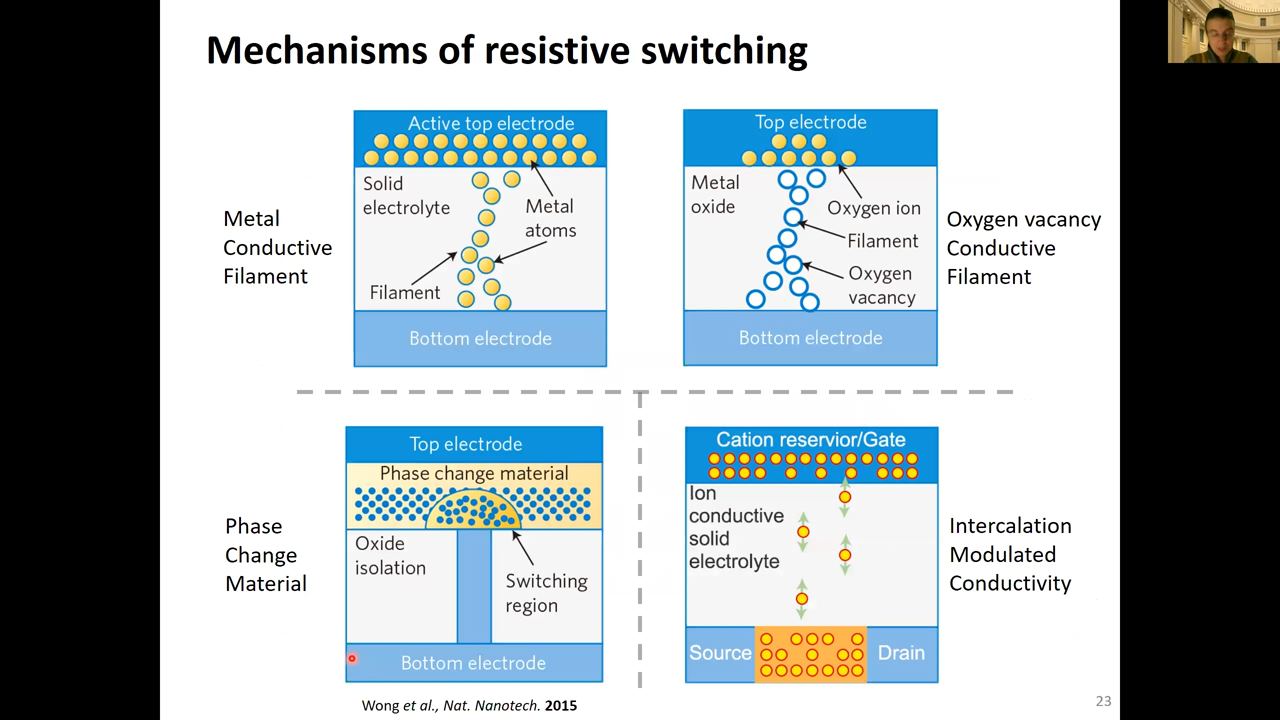 Mechanisms of resistive switching
Metal
Conductive
Filament
Active top electrode
Solid
electrolyte
Metal
atoms
Filament
Bottom electrode
Top electrode
Metal
oxide
Oxygen ion
Filament
Oxygen
vacancy
Bottom electrode
Oxygen vacancy
Conductive
Filament
Phase
Change
Material
Top electrode
Phase change material
Oxide
isolation
Switching
region
Bottom electrode
Cation reservior/Gate
Ion
conductive
solid
electrolyte
Source
Drain
Intercalation
Modulated
Conductivity
Wong et al., Nat. Nanotech. 2015
23